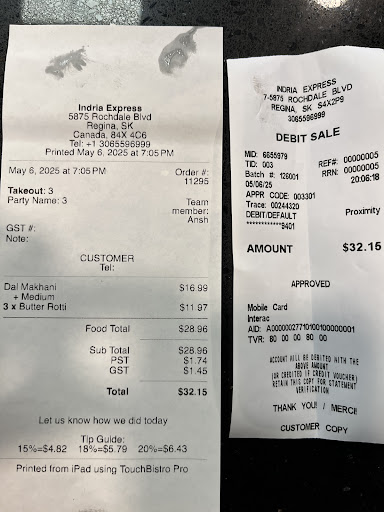 Indria Express
5875 Rochdale Blvd
Regina, SK
Canada, 84X 4C6
Tel: +1 3065596999
Printed May 6, 2025 at 7:05 PM
May 6, 2025 at 7:05 PM
Order #:
11295
Takeout: 3
Party Name: 3
Team
member:
Ansh
GST #:
Note:
CUSTOMER
Tel:
Dal Makhani $16.99
+ Medium
3 x Butter Rotti $11.97
Food Total $28.96
Sub Total $28.96
PST $1.74
GST $1.45
Total $32.15
Let us know how we did today
Tip Guide:
15%=$4.82 18%=$5.79 20%=$6.43
Printed from iPad using TouchBistro Pro
INDRIA EXPRESS
7-5875 ROCHDALE BLVD
REGINA, SK S4X2P9
3065596999
DEBIT SALE
MID: 6655979
TID: 003 REF#: 00000005
Batch #: 126001 RRN: 00000005
05/06/25 20:06:18
APPR CODE: 003301
Trace: 00244320
DEBIT/DEFAULT Proximity
************9401
AMOUNT $32.15
APPROVED
Mobile Card
Interac
AID: A0000002771010010000001
TVR: 80 00 00 80 00
ACCOUNT WILL BE DEBITED WITH THE
ABOVE AMOUNT
(OR CREDITED IF CREDIT VOUCHER)
RETAIN THIS COPY FOR STATEMENT
VERIFICATION
THANK YOU! / MERCI!
CUSTOMER COPY